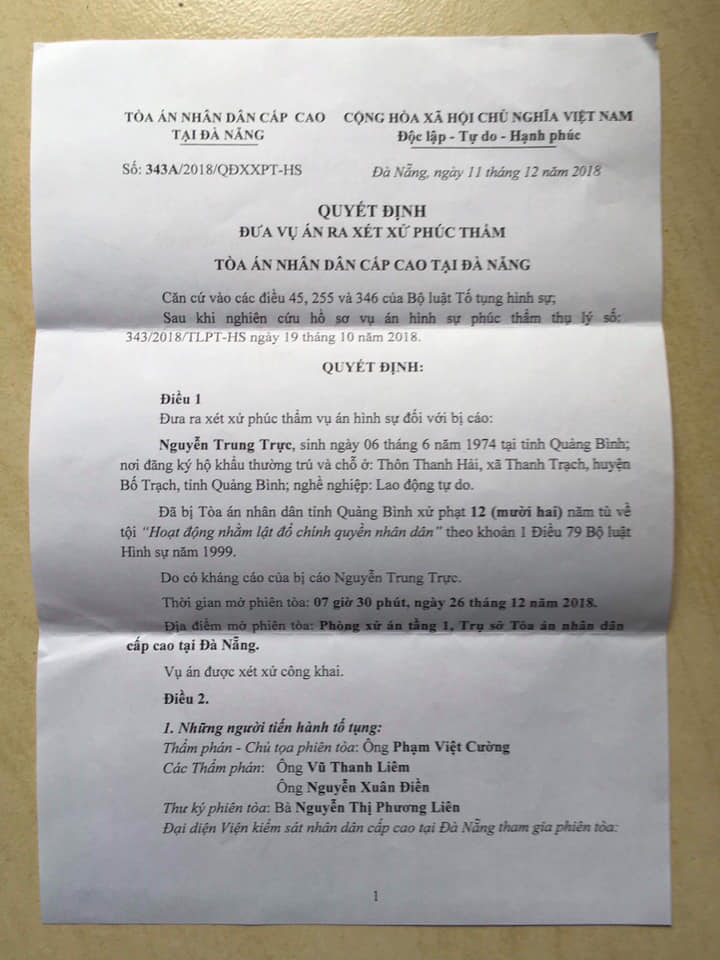 TÒA ÁN NHÂN DÂN CẤP CAO
TẠI ĐÀ NẴNG
CỘNG HÒA XÃ HỘI CHỦ NGHĨA VIỆT NAM
Độc lập - Tự do - Hạnh phúc
Số: 343A/2018/QĐXXPT-HS
Đà Nẵng, ngày 11 tháng 12 năm 2018
QUYẾT ĐỊNH
ĐƯA VỤ ÁN RA XÉT XỬ PHÚC THẨM
TÒA ÁN NHÂN DÂN CẤP CAO TẠI ĐÀ NẴNG
Căn cứ vào các điều 45, 255 và 346 của Bộ luật Tố tụng hình sự;
Sau khi nghiên cứu hồ sơ vụ án hình sự phúc thẩm thụ lý số:
343/2018/TLPT-HS ngày 19 tháng 10 năm 2018.
QUYẾT ĐỊNH:
Điều 1
Đưa ra xét xử phúc thẩm vụ án hình sự đối với bị cáo:
Nguyễn Trung Trực, sinh ngày 06 tháng 6 năm 1974 tại tỉnh Quảng Bình;
nơi đăng ký hộ khẩu thường trú và chỗ ở: Thôn Thanh Hải, xã Thanh Trạch, huyện
Bố Trạch, tỉnh Quảng Bình; nghề nghiệp: Lao động tự do.
Đã bị Tòa án nhân dân tỉnh Quảng Bình xử phạt 12 (mười hai) năm tù về
tội “Hoạt động nhằm lật đổ chính quyền nhân dân” theo khoản 1 Điều 79 Bộ luật
Hình sự năm 1999.
Do có kháng cáo của bị cáo Nguyễn Trung Trực.
Thời gian mở phiên tòa: 07 giờ 30 phút, ngày 26 tháng 12 năm 2018.
Địa điểm mở phiên tòa: Phòng xử án tầng 1, Trụ sở Tòa án nhân dân
cấp cao tại Đà Nẵng.
Vụ án được xét xử công khai.
Điều 2.
1. Những người tiến hành tố tụng:
Thẩm phán - Chủ tọa phiên tòa: Ông Phạm Việt Cường
Các Thẩm phán: Ông Vũ Thanh Liêm
Ông Nguyễn Xuân Điền
Thư ký phiên tòa: Bà Nguyễn Thị Phương Liên
Đại diện Viện kiểm sát nhân dân cấp cao tại Đà Nẵng tham gia phiên tòa:
1